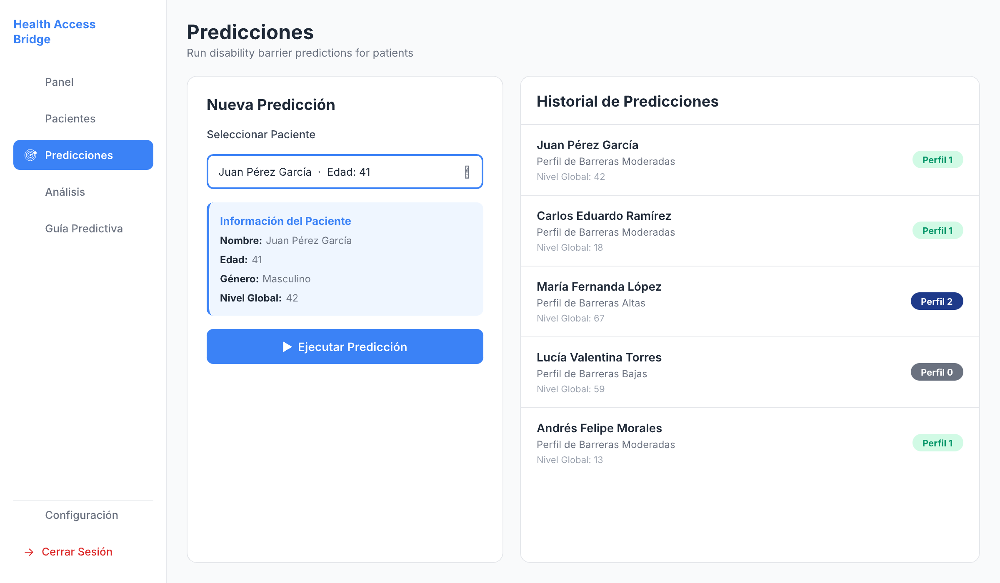 Health Access
Bridge
Panel
Pacientes
Predicciones
Análisis
Guía Predictiva
Configuración
→ Cerrar Sesión
Predicciones
Run disability barrier predictions for patients
Nueva Predicción
Seleccionar Paciente
Juan Pérez García · Edad: 41
Información del Paciente
Nombre: Juan Pérez García
Edad: 41
Género: Masculino
Nivel Global: 42
▶ Ejecutar Predicción
Historial de Predicciones
Juan Pérez García
Perfil de Barreras Moderadas
Nivel Global: 42
Perfil 1
Carlos Eduardo Ramírez
Perfil de Barreras Moderadas
Nivel Global: 18
Perfil 1
María Fernanda López
Perfil de Barreras Altas
Nivel Global: 67
Perfil 2
Lucía Valentina Torres
Perfil de Barreras Bajas
Nivel Global: 59
Perfil 0
Andrés Felipe Morales
Perfil de Barreras Moderadas
Nivel Global: 13
Perfil 1